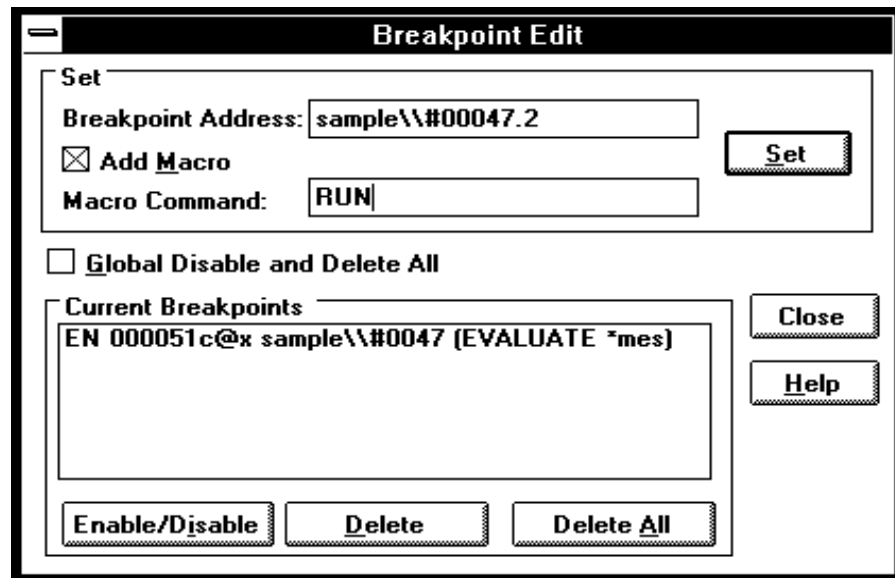 Breakpoint Edit
Set
Breakpoint Address: sample\\#00047.2
Set
Add Macro
Macro Command: RUN
Global Disable and Delete All
Current Breakpoints
EN 000051c@x sample\\#0047 (EVALUATE *mes)
Close
Help
Enable/Disable Delete Delete All